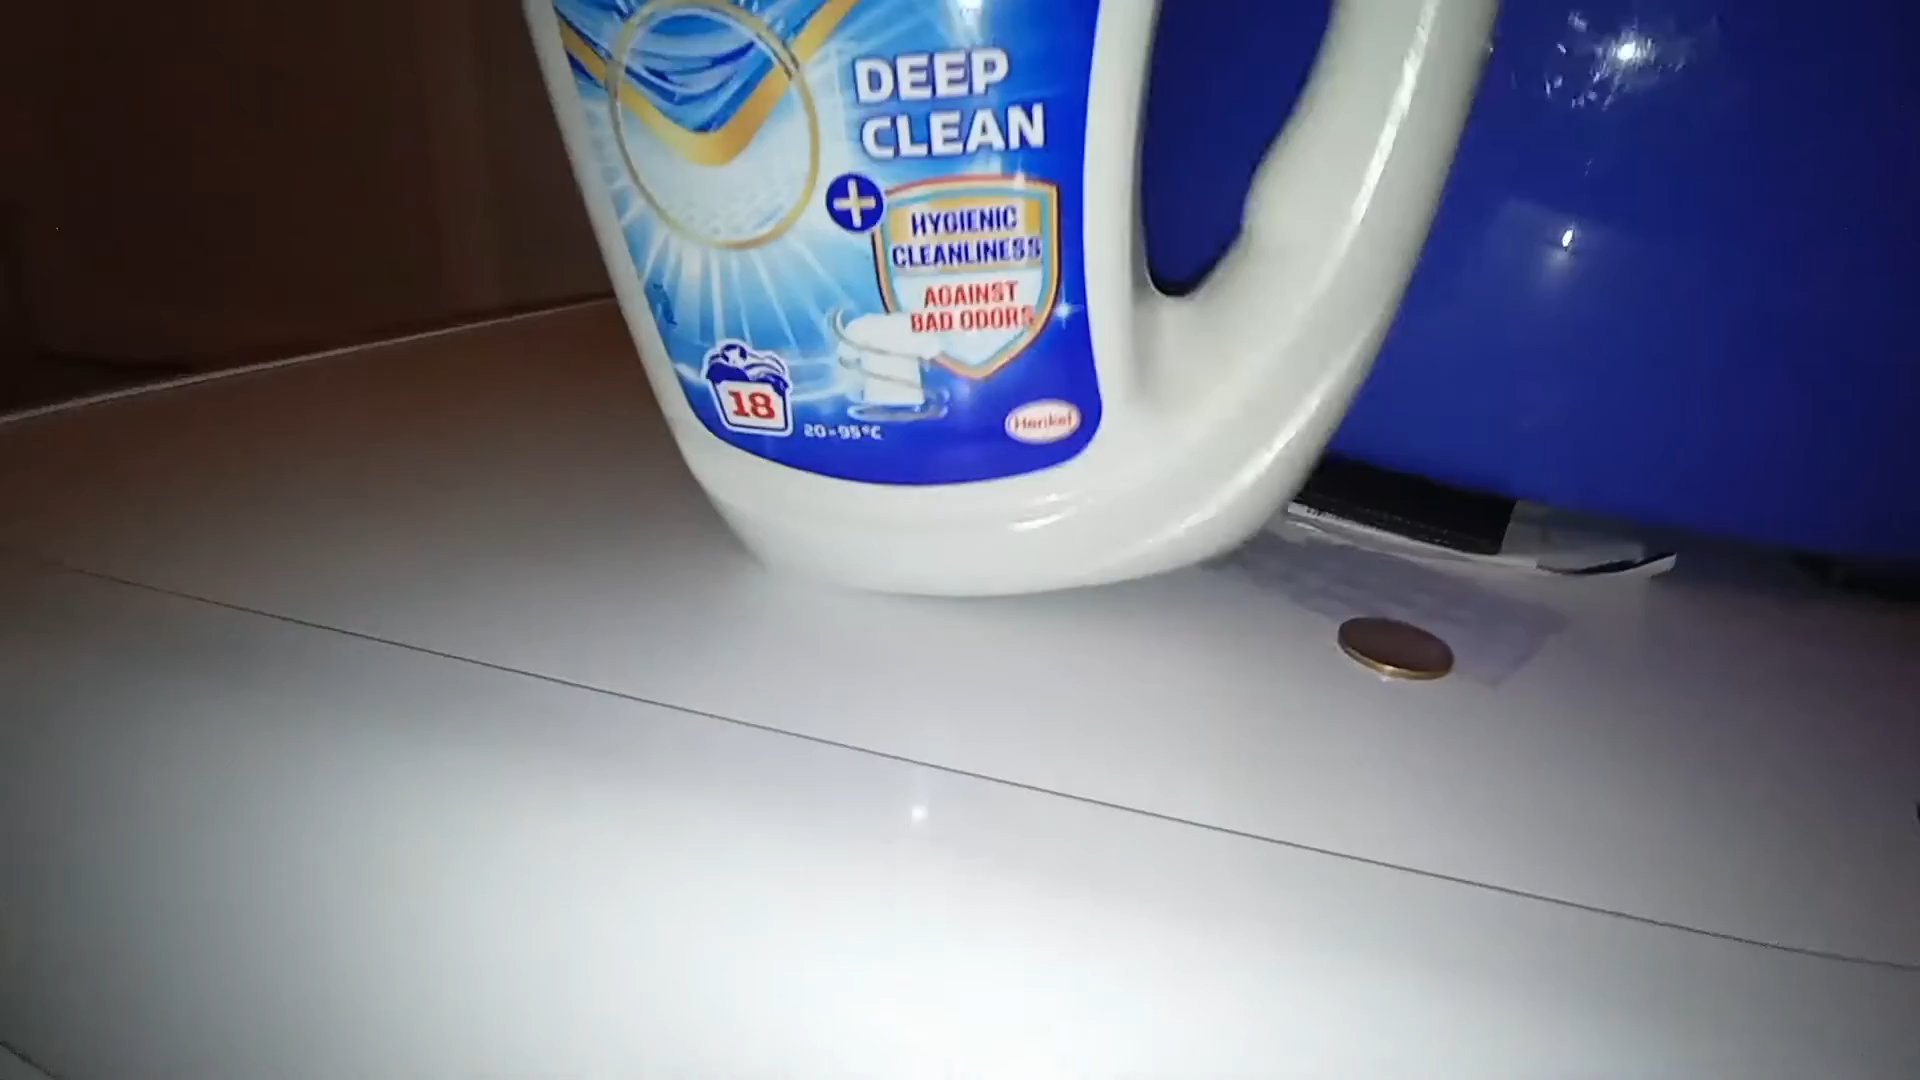 DEEP
CLEAN
HYGIENIC
CLEANLINESS
AGAINST
BAD ODORS
18
20-95°C
Henkel